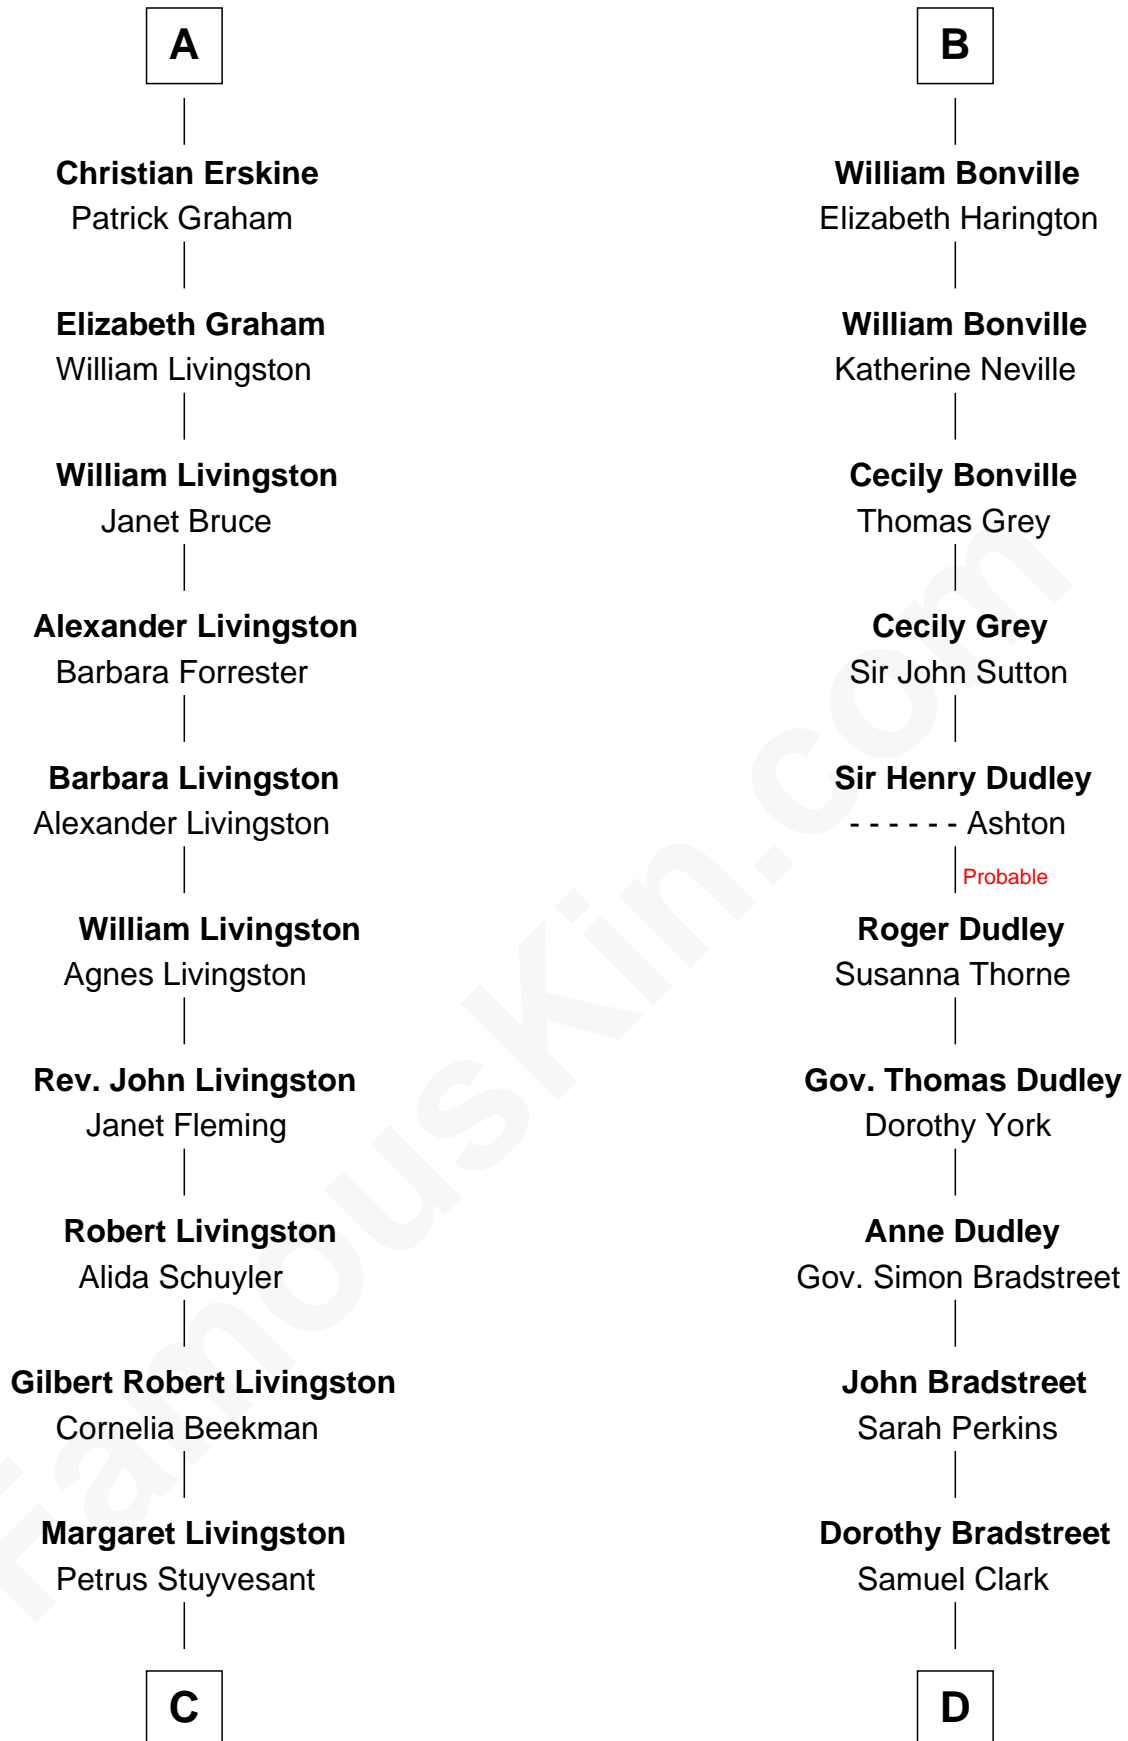 A
Christian Erskine
Patrick Graham
Elizabeth Graham
William Livingston
William Livingston
Janet Bruce
Alexander Livingston
Barbara Forrester
Barbara Livingston
Alexander Livingston
William Livingston
Agnes Livingston
Rev. John Livingston
Janet Fleming
Robert Livingston
Alida Schuyler
Gilbert Robert Livingston
Cornelia Beekman
Margaret Livingston
Petrus Stuyvesant
C
B
William Bonville
Elizabeth Harington
William Bonville
Katherine Neville
Cecily Bonville
Thomas Grey
Cecily Grey
Sir John Sutton
Sir Henry Dudley
- - - - - - Ashton
Probable
Roger Dudley
Susanna Thorne
Gov. Thomas Dudley
Dorothy York
Anne Dudley
Gov. Simon Bradstreet
John Bradstreet
Sarah Perkins
Dorothy Bradstreet
Samuel Clark
D
FamousKin.com